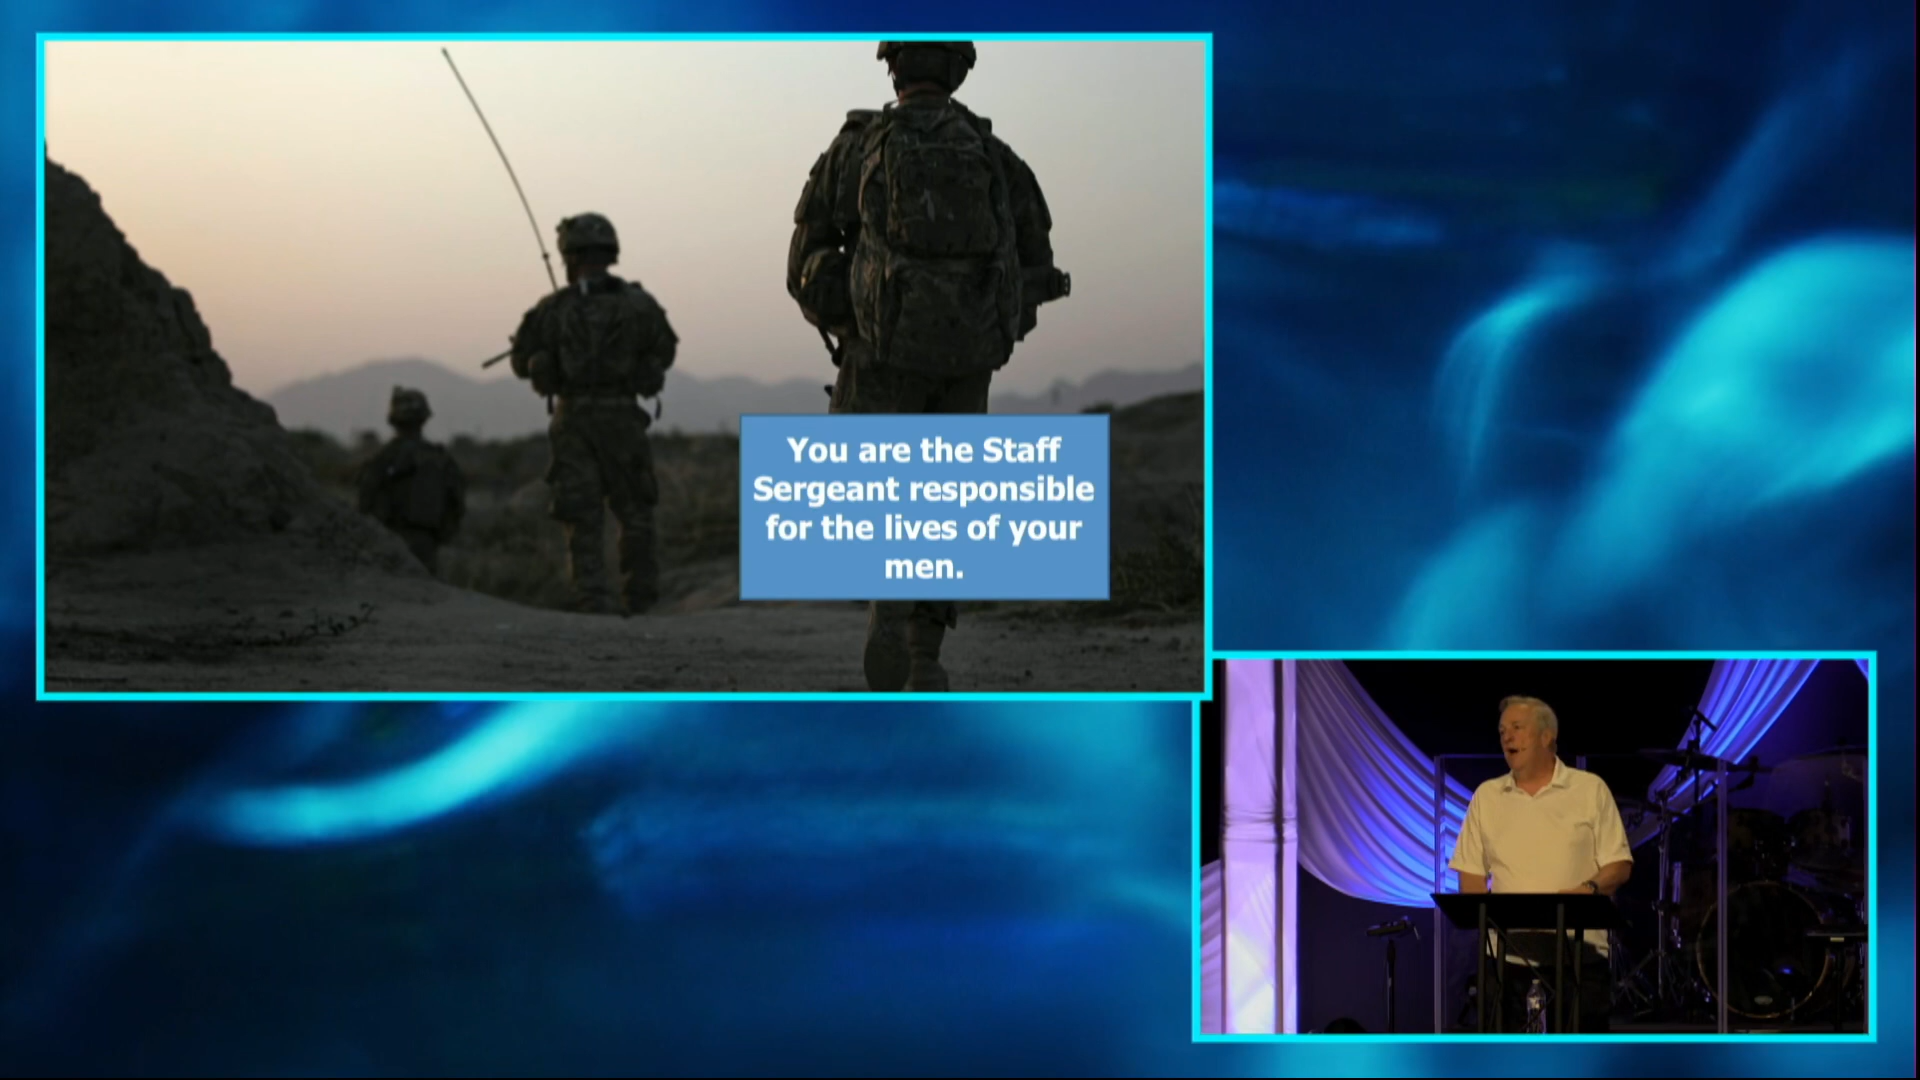 You are the Staff
Sergeant responsible
for the lives of your
men.